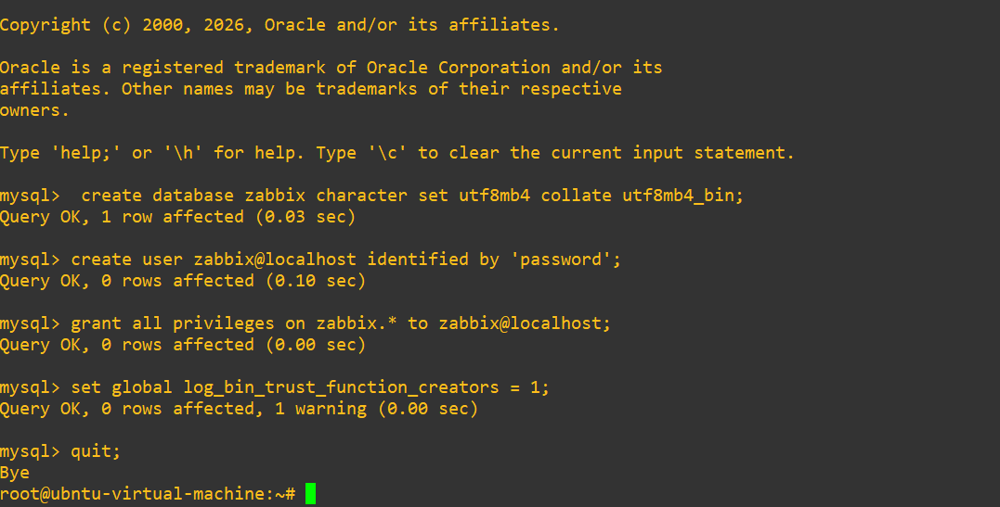 Copyright (c) 2000, 2026, Oracle and/or its affiliates.
Oracle is a registered trademark of Oracle Corporation and/or its
affiliates. Other names may be trademarks of their respective
owners.
Type 'help;' or '\h' for help. Type '\c' to clear the current input statement.
mysql>  create database zabbix character set utf8mb4 collate utf8mb4_bin;
Query OK, 1 row affected (0.03 sec)
mysql> create user zabbix@localhost identified by 'password';
Query OK, 0 rows affected (0.10 sec)
mysql> grant all privileges on zabbix.* to zabbix@localhost;
Query OK, 0 rows affected (0.00 sec)
mysql> set global log_bin_trust_function_creators = 1;
Query OK, 0 rows affected, 1 warning (0.00 sec)
mysql> quit;
Bye
root@ubntu-virtual-machine:~#